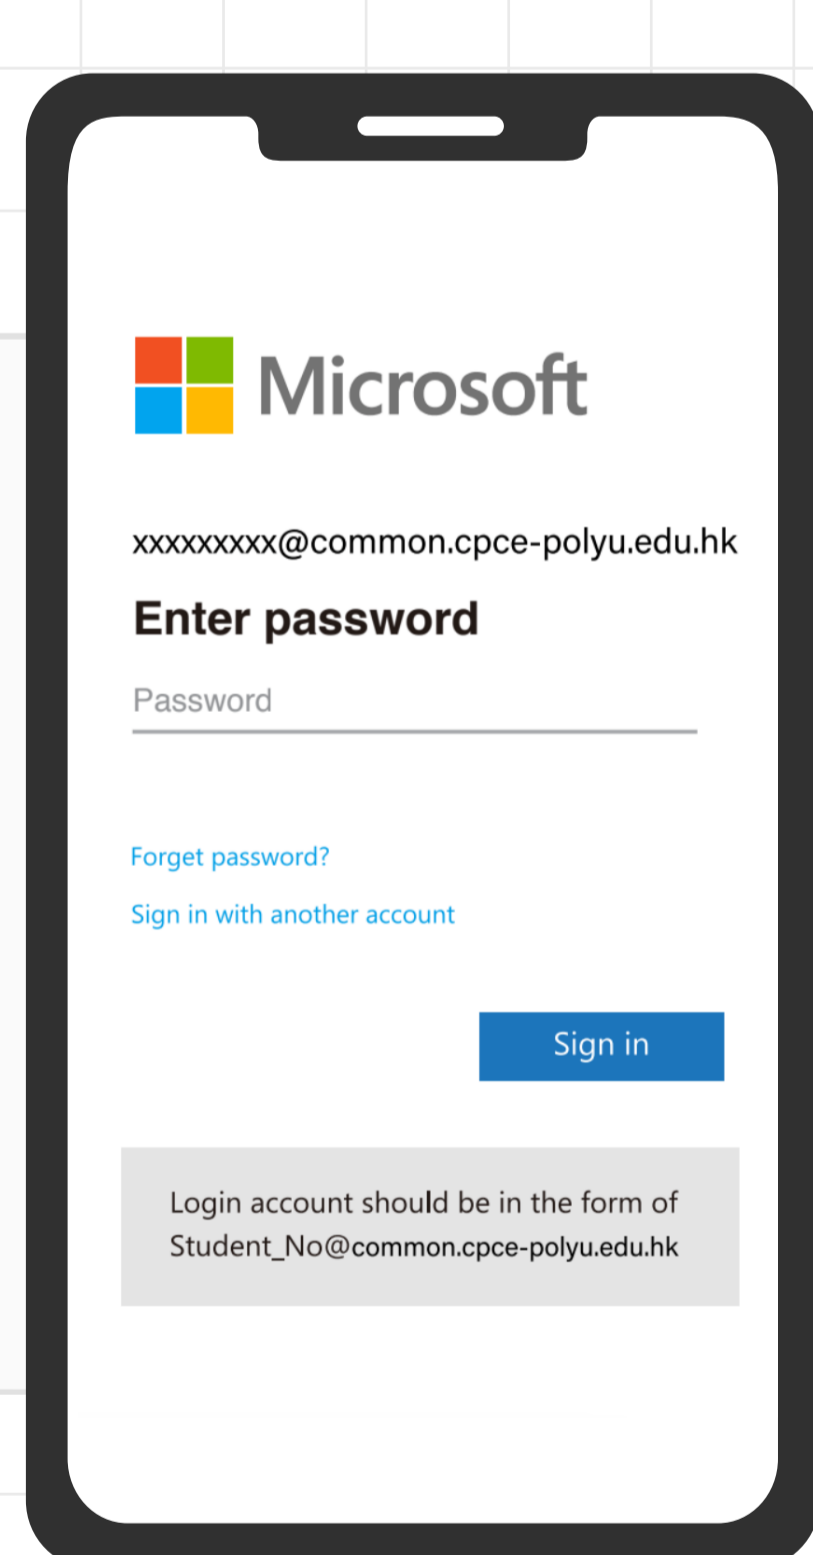 Microsoft
xxxxxxxxx@common.cpce-polyu.edu.hk
Enter password
Password
Forget password?
Sign in with another account
Sign in
Login account should be in the form of
Student_No@common.cpce-polyu.edu.hk